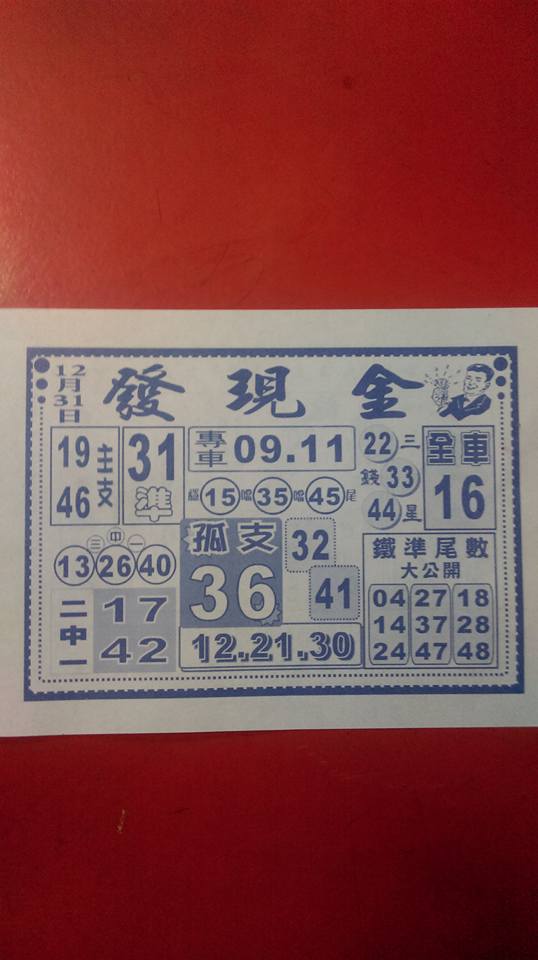 12月31日
發現金
19 46 主支
31 準
專車 09.11
15 35 45 尾
22 三
錢 33
44 星
全車
16
三中一
13 26 40
孤支
36
32
41
二中一
17
42
12.21.30
鐵準尾數
大公開
04 27 18
14 37 28
24 47 48